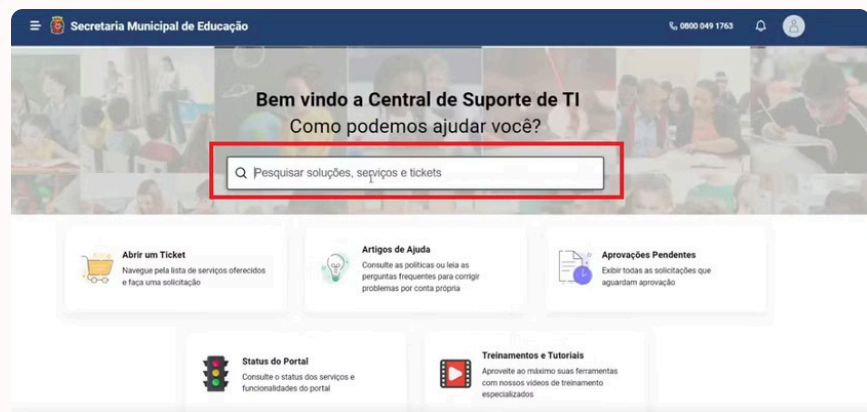 Secretaria Municipal de Educação
0800 049 1763
Bem vindo a Central de Suporte de TI
Como podemos ajudar você?
Pesquisar soluções, serviços e tickets
Abrir um Ticket
Navegue pela lista de serviços oferecidos
e faça uma solicitação
Artigos de Ajuda
Consulte as políticas ou leia as
perguntas frequentes para corrigir
problemas por conta própria
Aprovações Pendentes
Exibir todas as solicitações que
aguardam aprovação
Status do Portal
Consulte o status dos serviços e
funcionalidades do portal
Treinamentos e Tutoriais
Aproveite ao máximo suas ferramentas
com nossos vídeos de treinamento
especializados